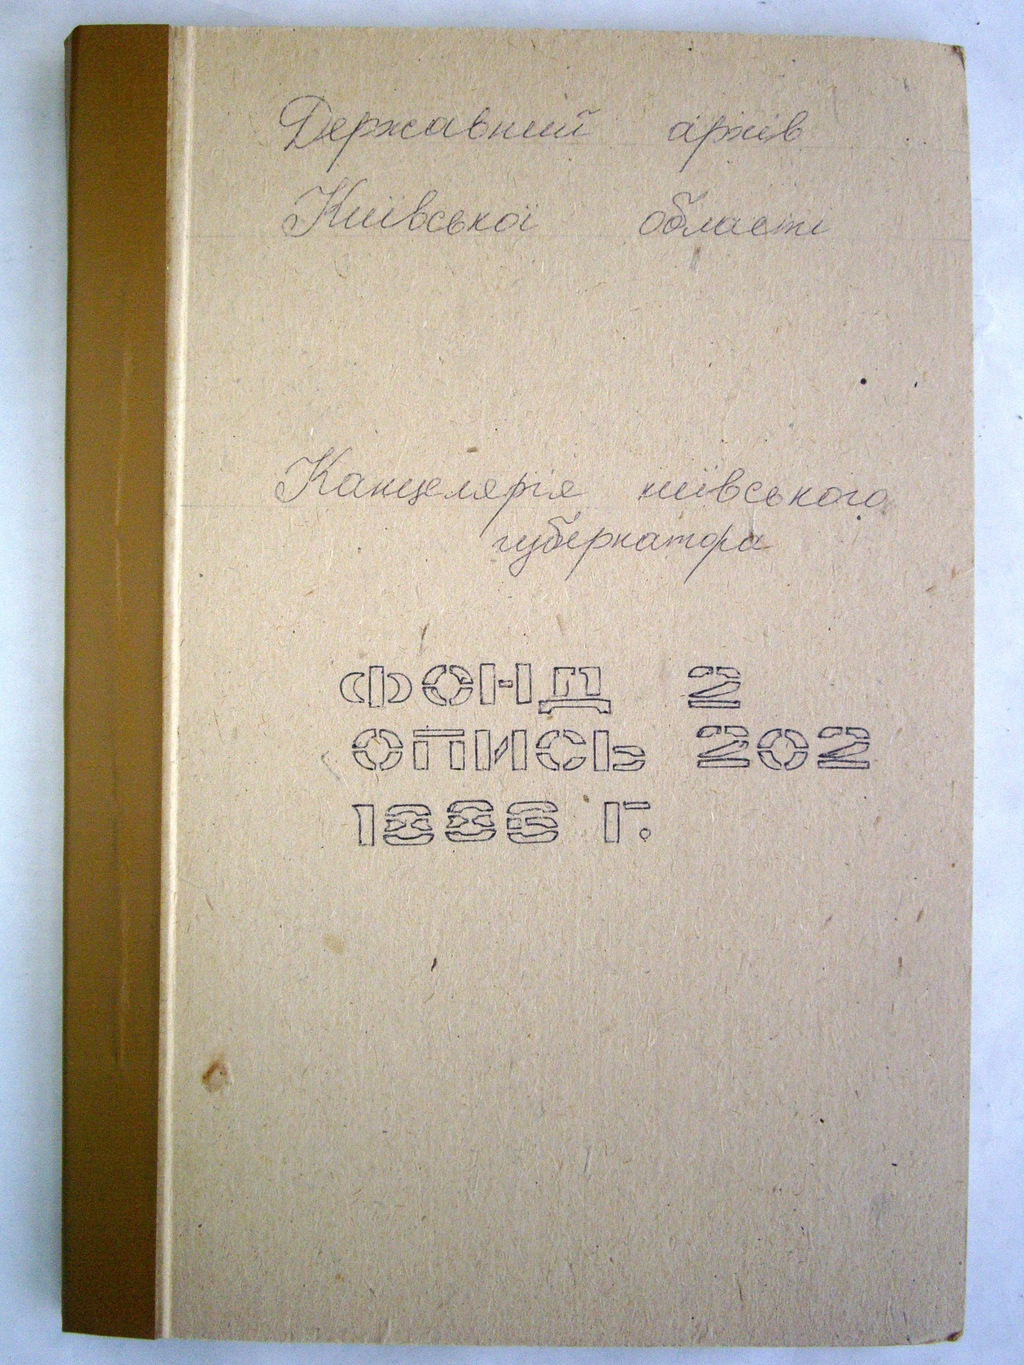 Державний архів
Київської області
Канцелярія київського
губернатора
ФОНД 2
ОПИСЬ 202
1886 Г.